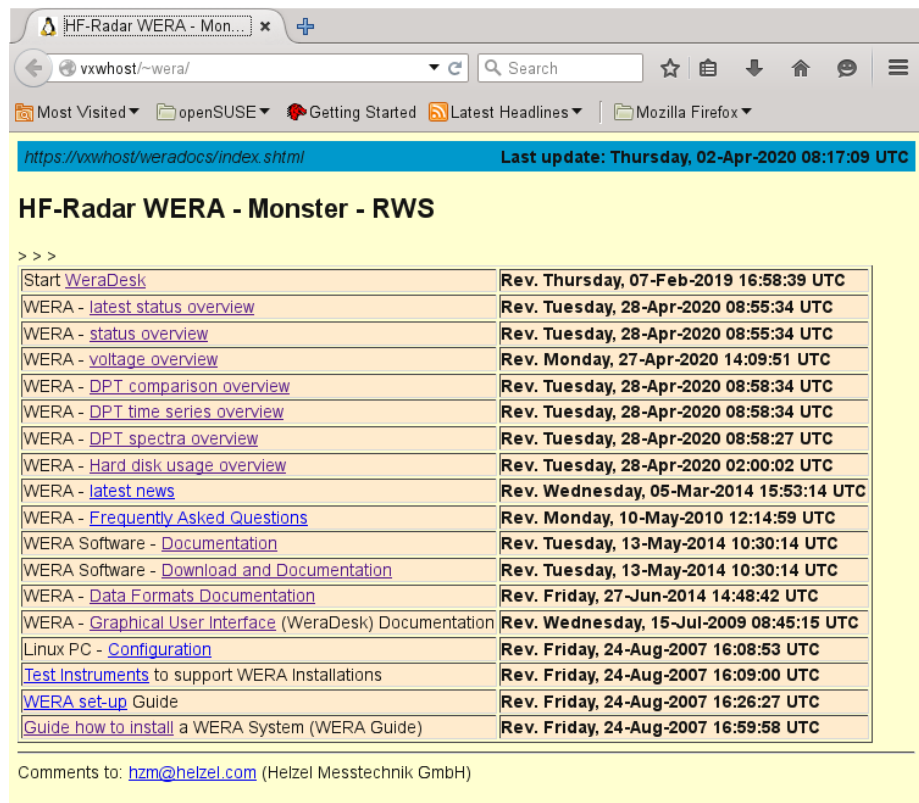 HF-Radar WERA - Mon...
vxwhost/~wera/ Search
Most Visited openSUSE Getting Started Latest Headlines Mozilla Firefox
https://vxwhost/weradocs/index.shtml Last update: Thursday, 02-Apr-2020 08:17:09 UTC
HF-Radar WERA - Monster - RWS
> > >
Start WeraDesk Rev. Thursday, 07-Feb-2019 16:58:39 UTC
WERA - latest status overview Rev. Tuesday, 28-Apr-2020 08:55:34 UTC
WERA - status overview Rev. Tuesday, 28-Apr-2020 08:55:34 UTC
WERA - voltage overview Rev. Monday, 27-Apr-2020 14:09:51 UTC
WERA - DPT comparison overview Rev. Tuesday, 28-Apr-2020 08:58:34 UTC
WERA - DPT time series overview Rev. Tuesday, 28-Apr-2020 08:58:34 UTC
WERA - DPT spectra overview Rev. Tuesday, 28-Apr-2020 08:58:27 UTC
WERA - Hard disk usage overview Rev. Tuesday, 28-Apr-2020 02:00:02 UTC
WERA - latest news Rev. Wednesday, 05-Mar-2014 15:53:14 UTC
WERA - Frequently Asked Questions Rev. Monday, 10-May-2010 12:14:59 UTC
WERA Software - Documentation Rev. Tuesday, 13-May-2014 10:30:14 UTC
WERA Software - Download and Documentation Rev. Tuesday, 13-May-2014 10:30:14 UTC
WERA - Data Formats Documentation Rev. Friday, 27-Jun-2014 14:48:42 UTC
WERA - Graphical User Interface (WeraDesk) Documentation Rev. Wednesday, 15-Jul-2009 08:45:15 UTC
Linux PC - Configuration Rev. Friday, 24-Aug-2007 16:08:53 UTC
Test Instruments to support WERA Installations Rev. Friday, 24-Aug-2007 16:09:00 UTC
WERA set-up Guide Rev. Friday, 24-Aug-2007 16:26:27 UTC
Guide how to install a WERA System (WERA Guide) Rev. Friday, 24-Aug-2007 16:59:58 UTC
Comments to: hzm@helzel.com (Helzel Messtechnik GmbH)